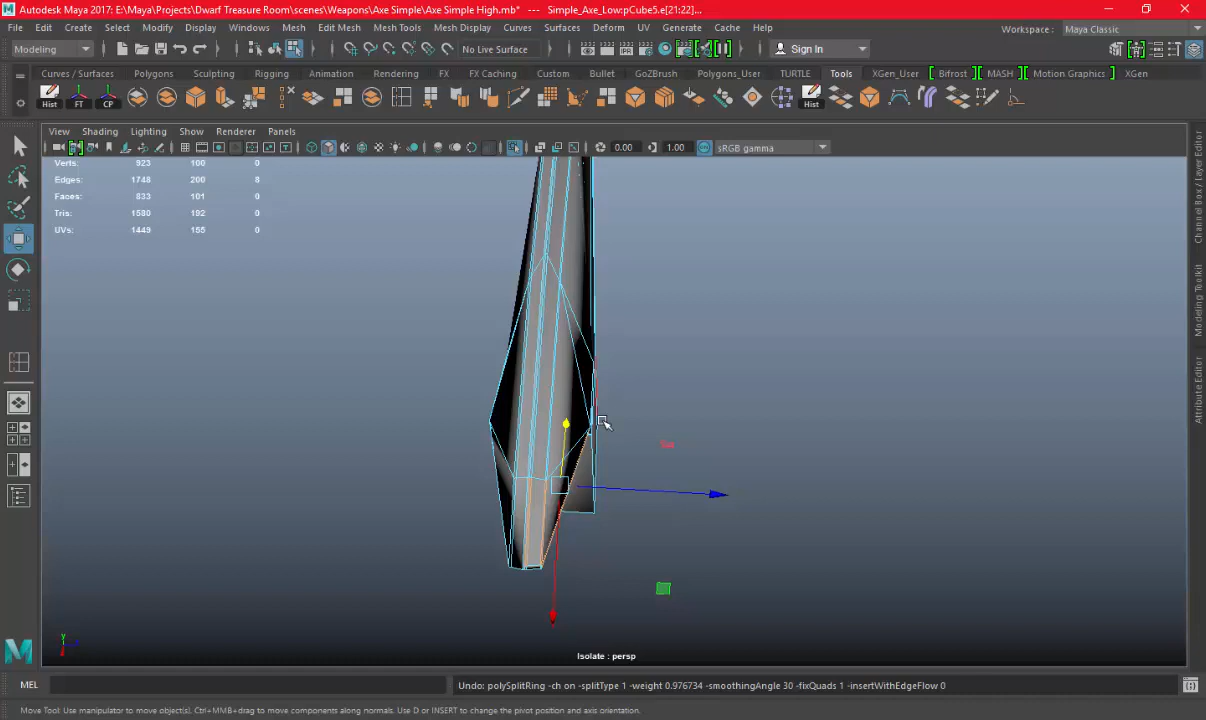 Autodesk Maya 2017: E:\Maya\Projects\Dwarf Treasure Room\scenes\Weapons\Axe Simple\Axe Simple High.mb* --- Simple_Axe_Low:pCube5.e[21:22]...
File Edit Create Select Modify Display Windows Mesh Edit Mesh Mesh Tools Mesh Display Curves Surfaces Deform UV Generate Cache Help Workspace: Maya Classic
Modeling No Live Surface Sign In
Curves / Surfaces Polygons Sculpting Rigging Animation Rendering FX FX Caching Custom Bullet GoZBrush Polygons_User TURTLE Tools XGen_User Bifrost MASH Motion Graphics XGen
Hist FT CP Hist
View Shading Lighting Show Renderer Panels
0.00 1.00 sRGB gamma
Verts: 923 100 0
Edges: 1748 200 8
Faces: 833 101 0
Tris: 1580 192 0
UVs: 1449 155 0
Channel Box / Layer Editor
Modeling Toolkit
Attribute Editor
y
Isolate : persp
MEL Undo: polySplitRing -ch on -splitType 1 -weight 0.976734 -smoothingAngle 30 -fixQuads 1 -insertWithEdgeFlow 0
Move Tool: Use manipulator to move object(s). Ctrl+MMB+drag to move components along normals. Use D or INSERT to change the pivot position and axis orientation.